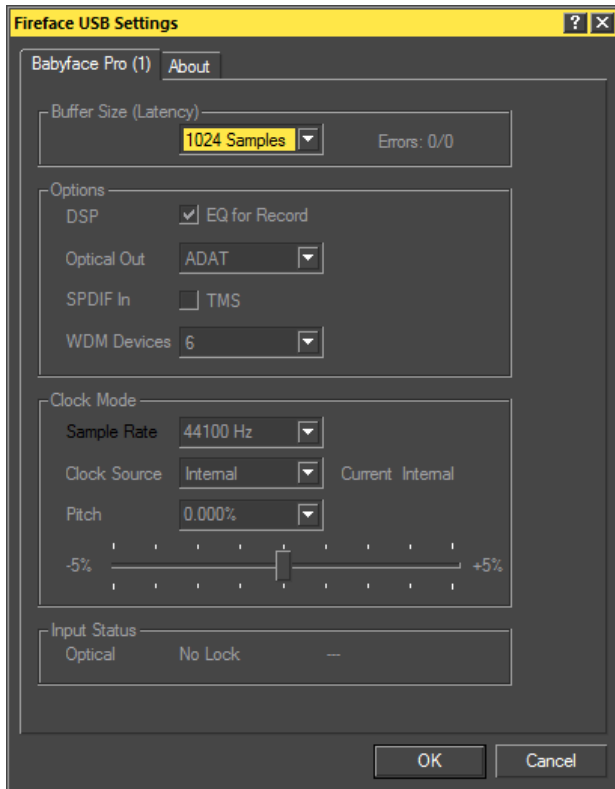 Fireface USB Settings
Babyface Pro (1) About
Buffer Size (Latency)
1024 Samples Errors: 0/0
Options
DSP EQ for Record
Optical Out ADAT
SPDIF In TMS
WDM Devices 6
Clock Mode
Sample Rate 44100 Hz
Clock Source Internal Current Internal
Pitch 0.000%
-5% +5%
Input Status
Optical No Lock ---
OK Cancel